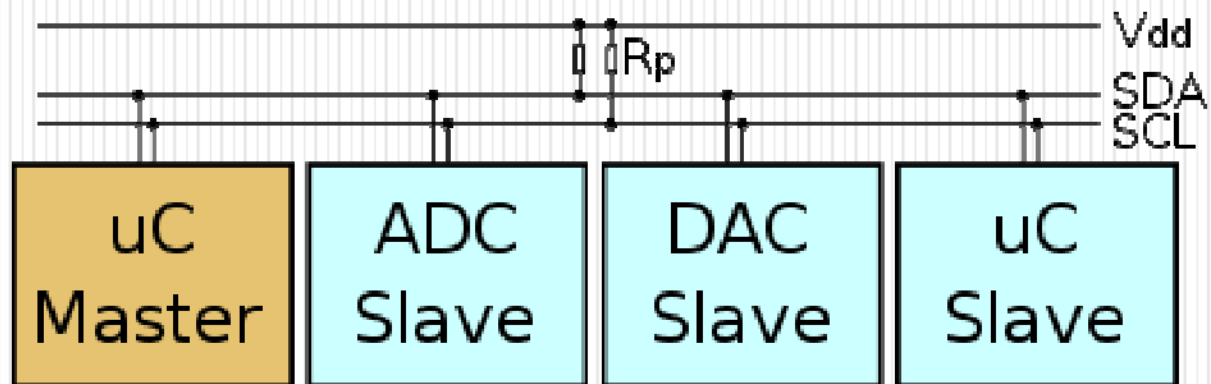 Vdd
Rp
SDA
SCL
uC
Master
ADC
Slave
DAC
Slave
uC
Slave